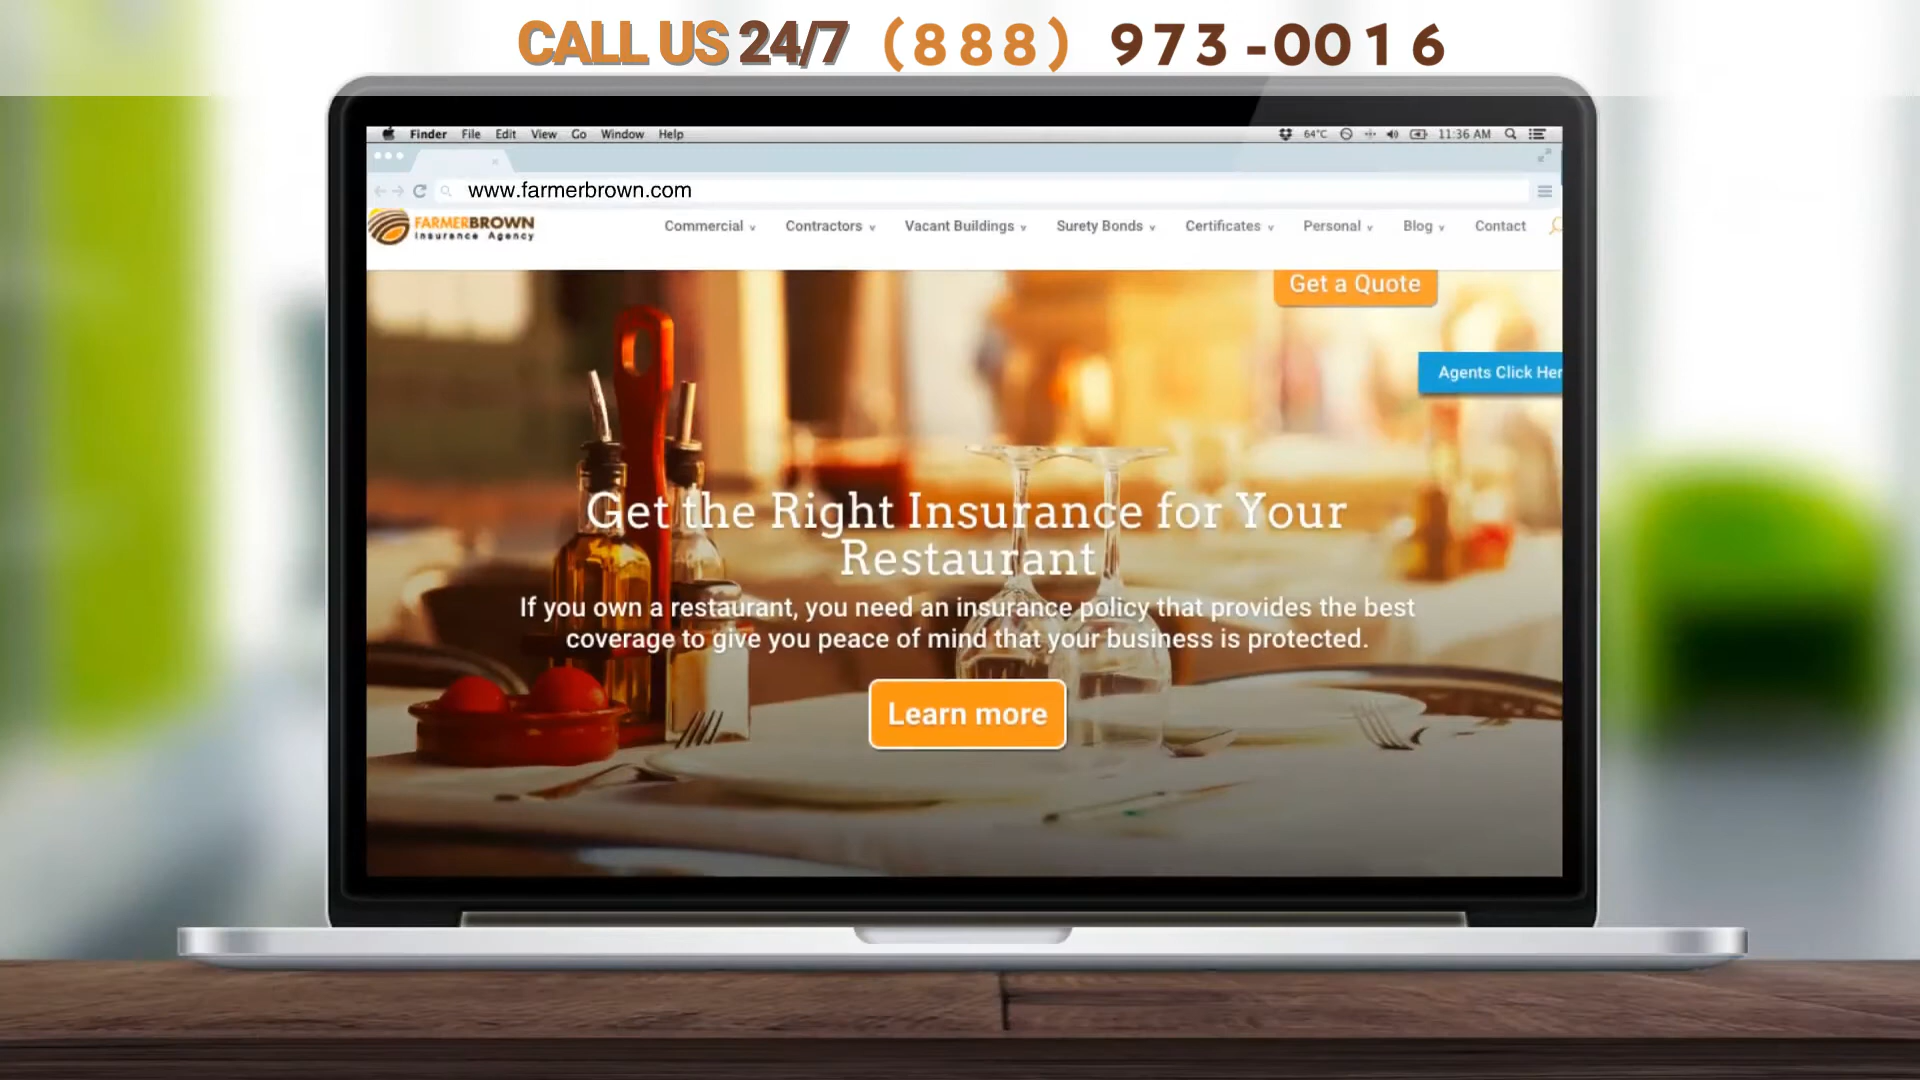 CALL US 24/7 (888) 973-0016
Finder File Edit View Go Window Help 64°C 11:36 AM
www.farmerbrown.com
FARMERBROWN
Insurance Agency
Commercial Contractors Vacant Buildings Surety Bonds Certificates Personal Blog Contact
Get a Quote
Agents Click Her
Get the Right Insurance for Your
Restaurant
If you own a restaurant, you need an insurance policy that provides the best
coverage to give you peace of mind that your business is protected.
Learn more